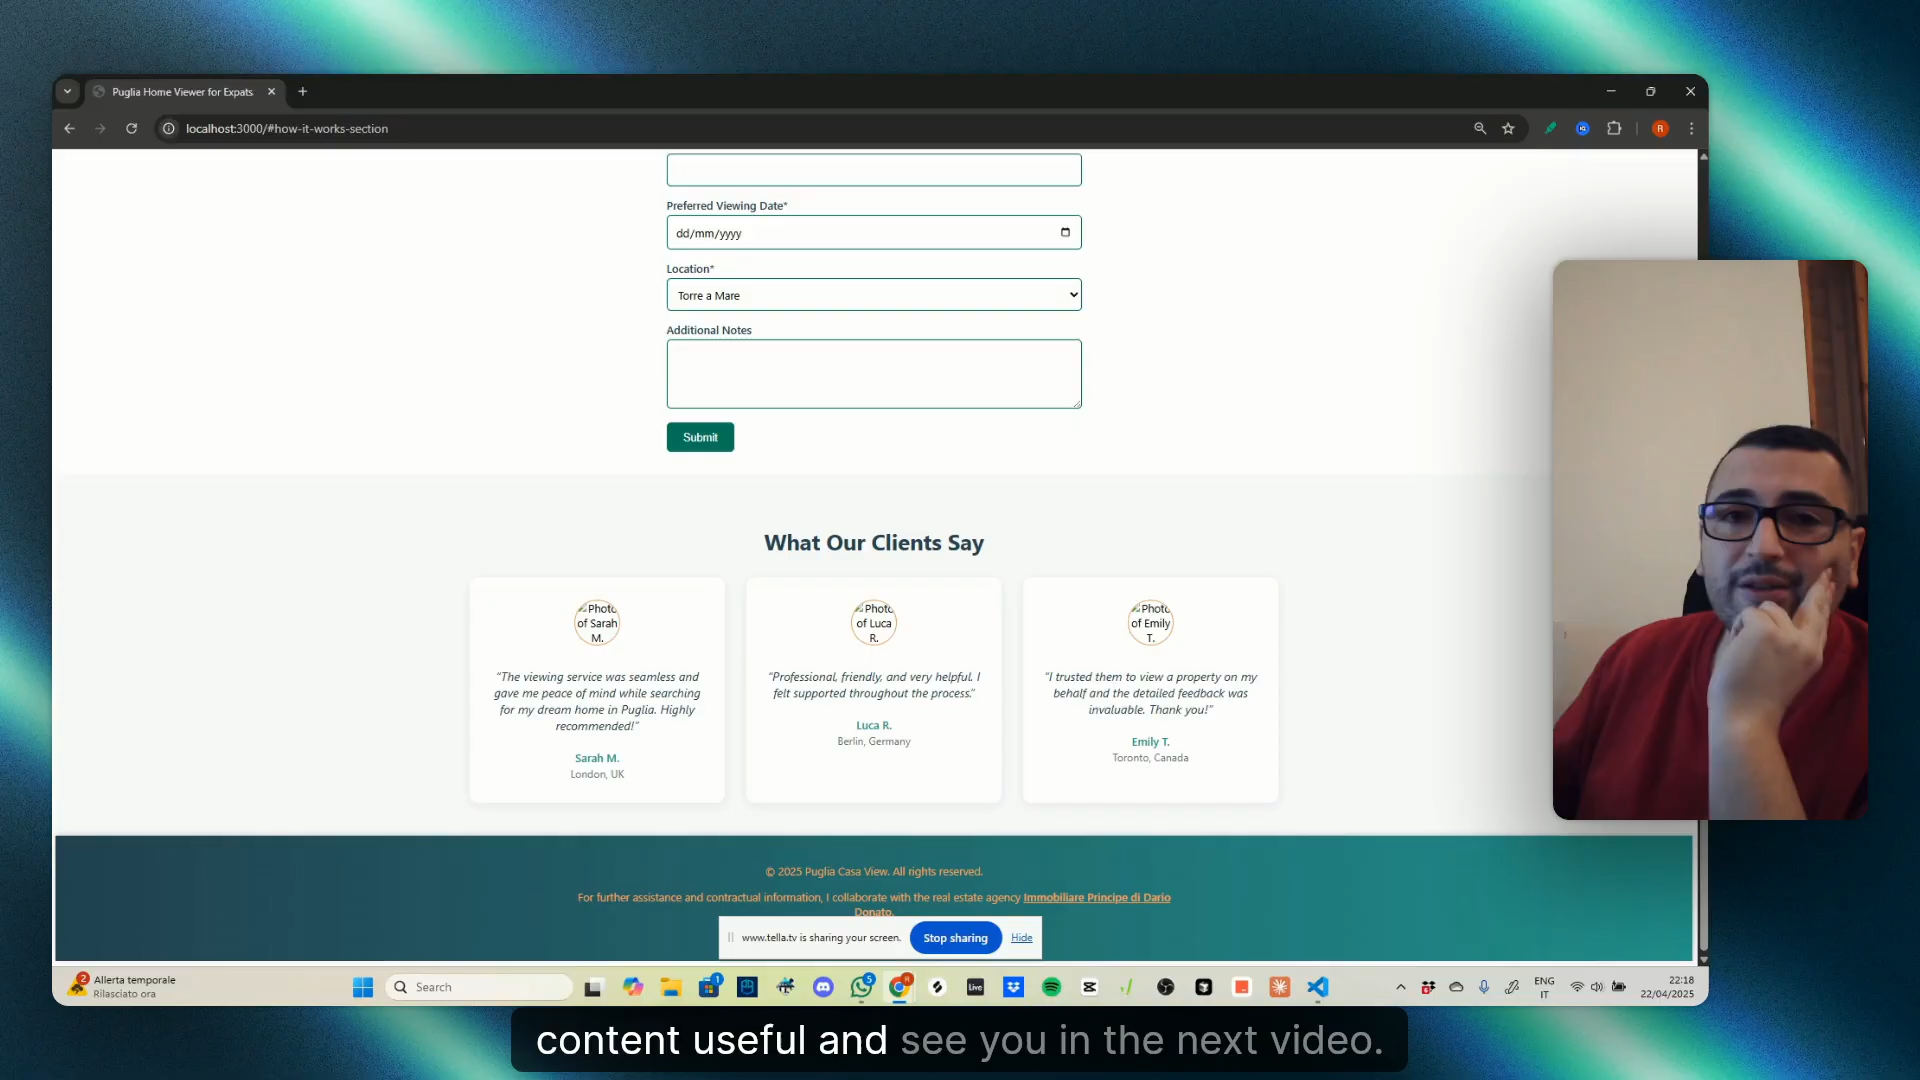 Puglia Home Viewer for Expats
localhost:3000/#how-it-works-section
R
Preferred Viewing Date*
dd/mm/yyyy
Location*
Torre a Mare
Additional Notes
Submit
What Our Clients Say
Photo
of Sarah
M.
“The viewing service was seamless and
gave me peace of mind while searching
for my dream home in Puglia. Highly
recommended!”
Sarah M.
London, UK
Photo
of Luca
R.
“Professional, friendly, and very helpful. I
felt supported throughout the process.”
Luca R.
Berlin, Germany
Photo
of Emily
T.
“I trusted them to view a property on my
behalf and the detailed feedback was
invaluable. Thank you!”
Emily T.
Toronto, Canada
© 2025 Puglia Casa View. All rights reserved.
For further assistance and contractual information, I collaborate with the real estate agency Immobiliare Principe di Dario
Donato.
www.tella.tv is sharing your screen.
Stop sharing
Hide
2
Allerta temporale
Rilasciato ora
Search
1
5
R
Live
ENG
IT
22:18
22/04/2025
content useful and see you in the next video.